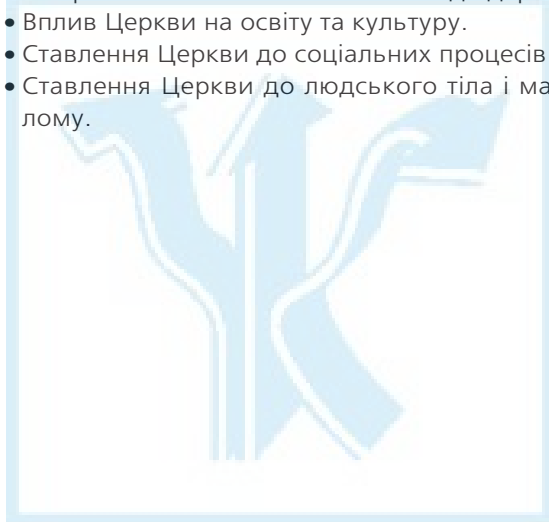 • Вплив Церкви на освіту та культуру.
• Ставлення Церкви до соціальних процесів
• Ставлення Церкви до людського тіла і ма
лому.